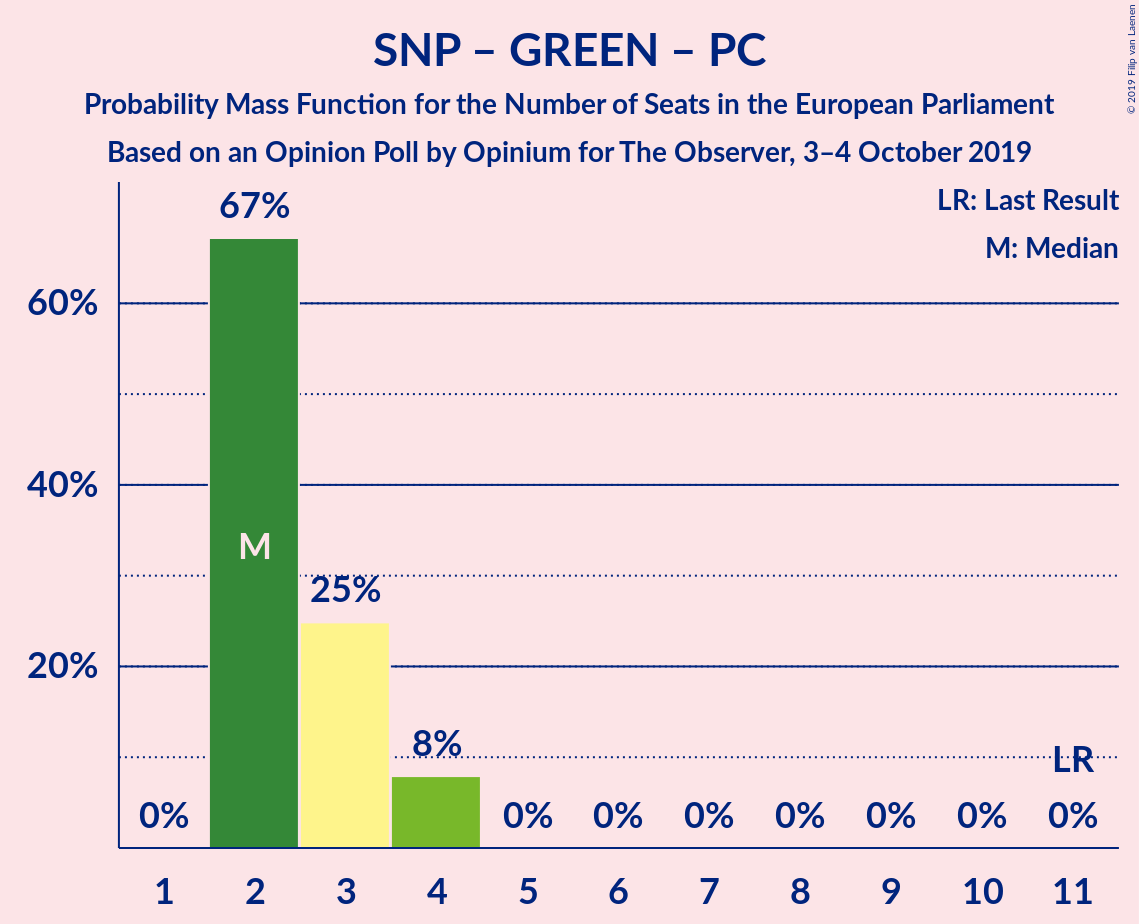 SNP – GREEN – PC
Probability Mass Function for the Number of Seats in the European Parliament
Based on an Opinion Poll by Opinium for The Observer, 3–4 October 2019
© 2019 Filip van Laenen
LR: Last Result
M: Median
67%
60%
40%
M
25%
20%
8%
LR
0% 0% 0% 0% 0% 0% 0% 0%
1 2 3 4 5 6 7 8 9 10 11